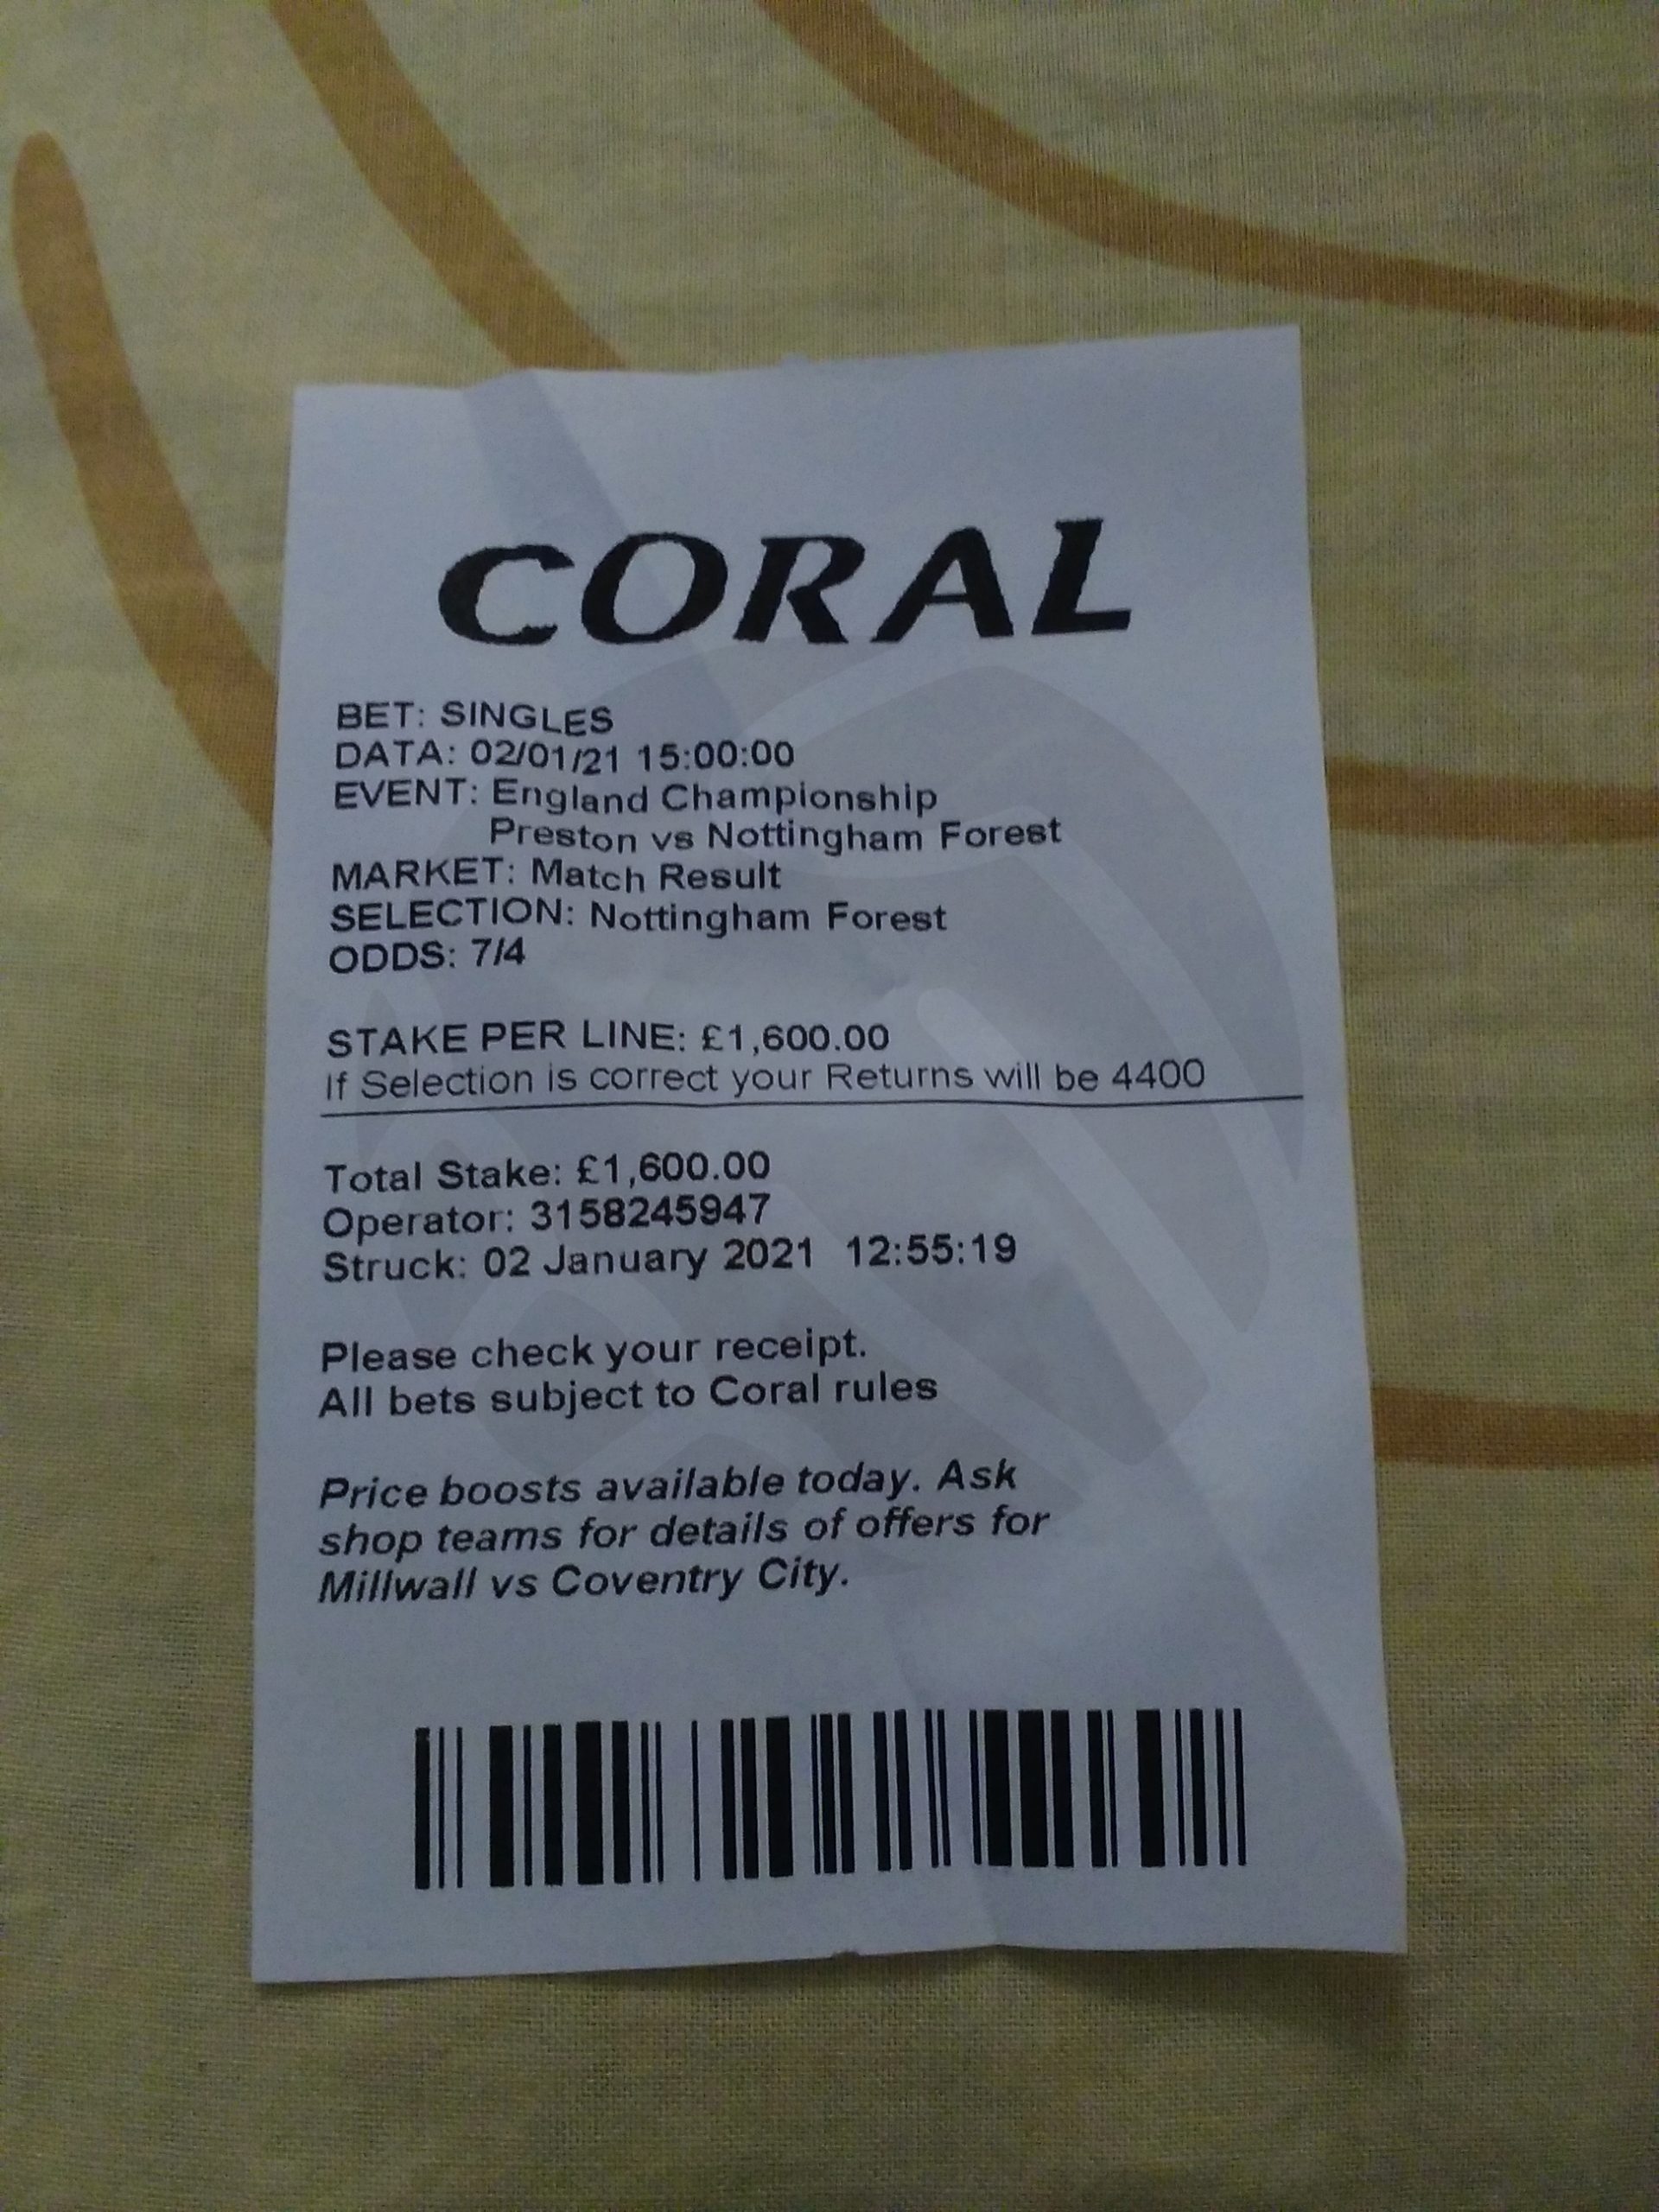 CORAL
BET: SINGLES
DATA: 02/01/21 15:00:00
EVENT: England Championship
Preston vs Nottingham Forest
MARKET: Match Result
SELECTION: Nottingham Forest
ODDS: 7/4
STAKE PER LINE: £1,600.00
If Selection is correct your Returns will be 4400
Total Stake: £1,600.00
Operator: 3158245947
Struck: 02 January 2021 12:55:19
Please check your receipt.
All bets subject to Coral rules
Price boosts available today. Ask
shop teams for details of offers for
Millwall vs Coventry City.